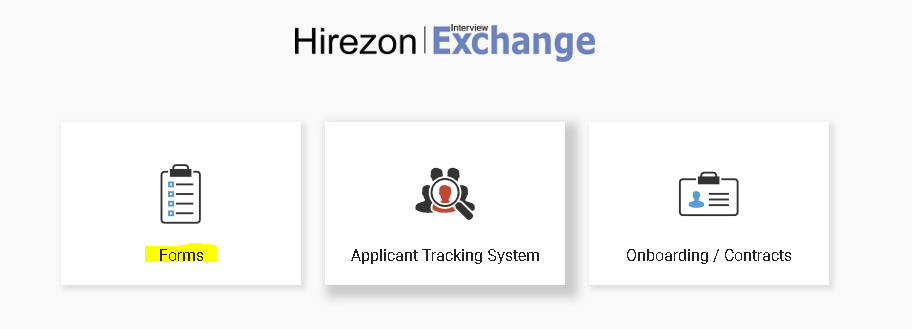 Hirezon Interview Exchange
Forms
Applicant Tracking System
Onboarding / Contracts